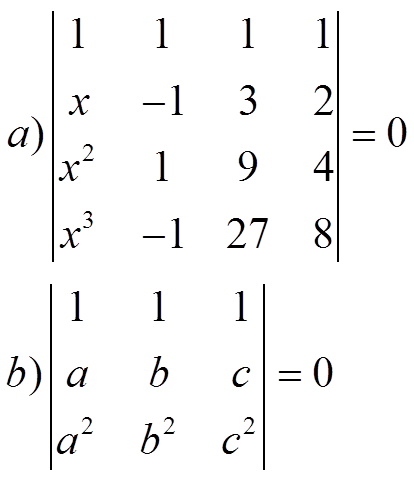 a) | 1 1 1 1 |
| x −1 3 2 |
| x² 1 9 4 | = 0
| x³ −1 27 8 |
b) | 1 1 1 |
| a b c | = 0
| a² b² c² |